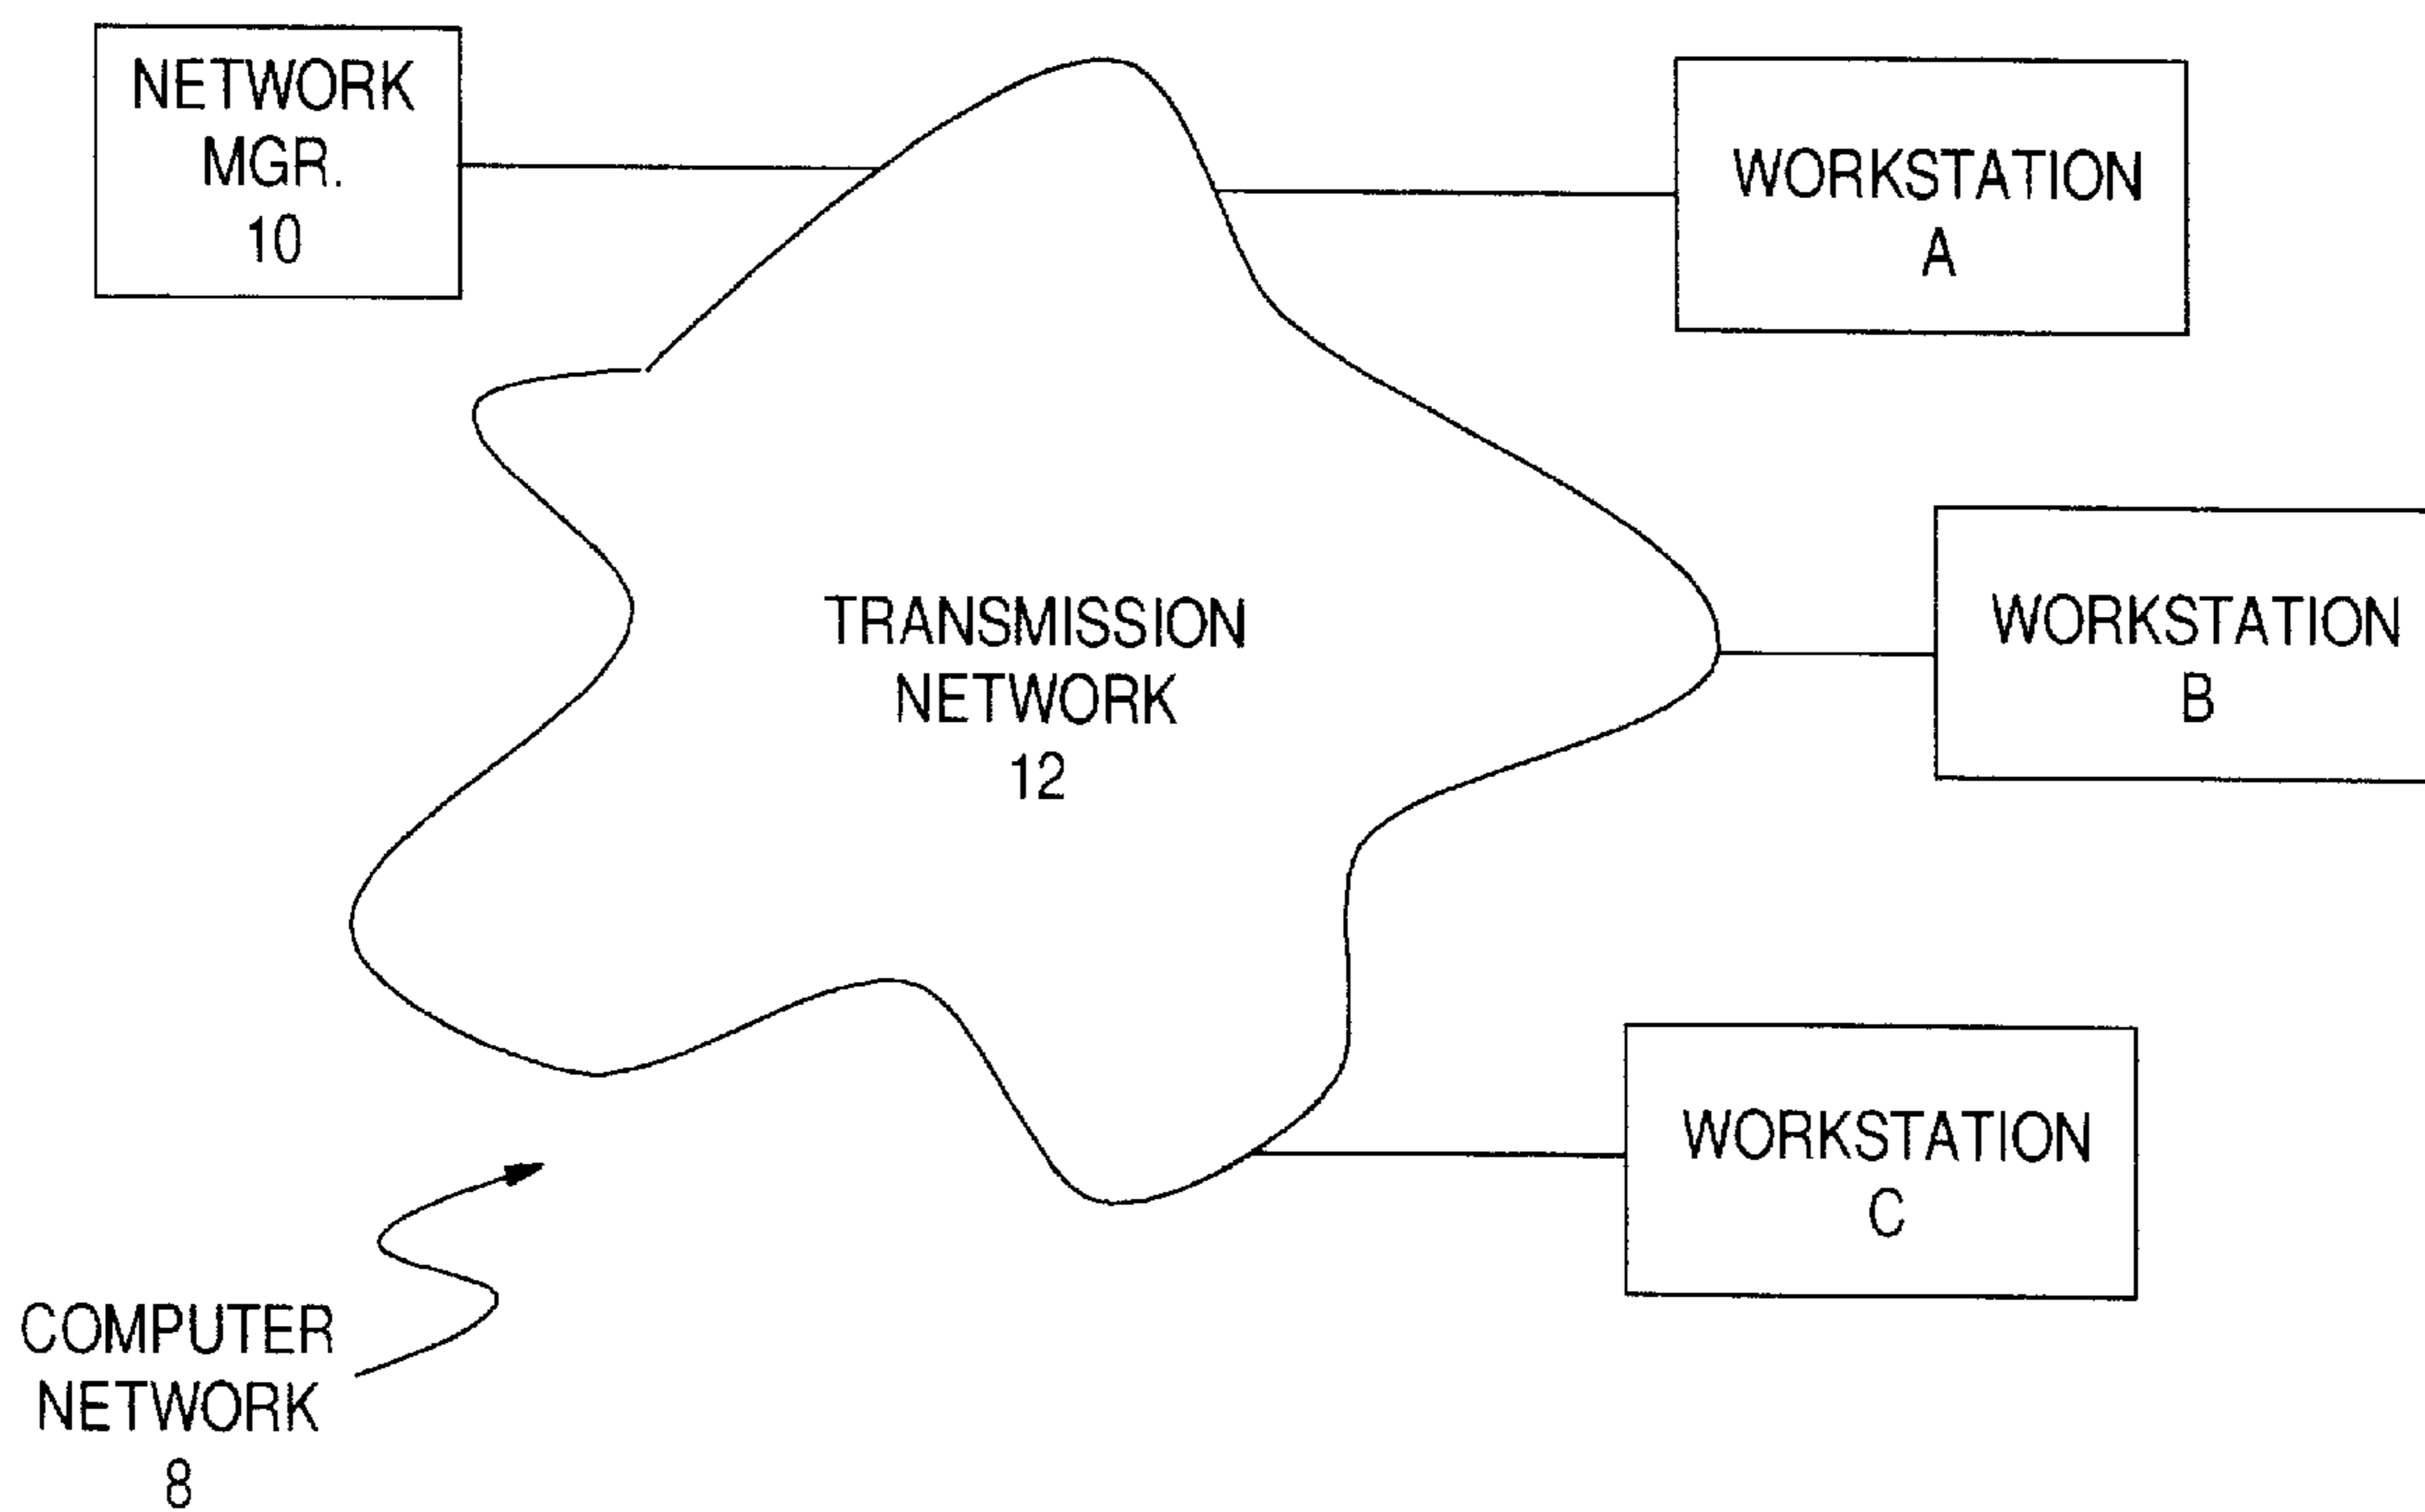 NETWORK
MGR.
10
WORKSTATION
A
TRANSMISSION
NETWORK
12
WORKSTATION
B
WORKSTATION
C
COMPUTER
NETWORK
8